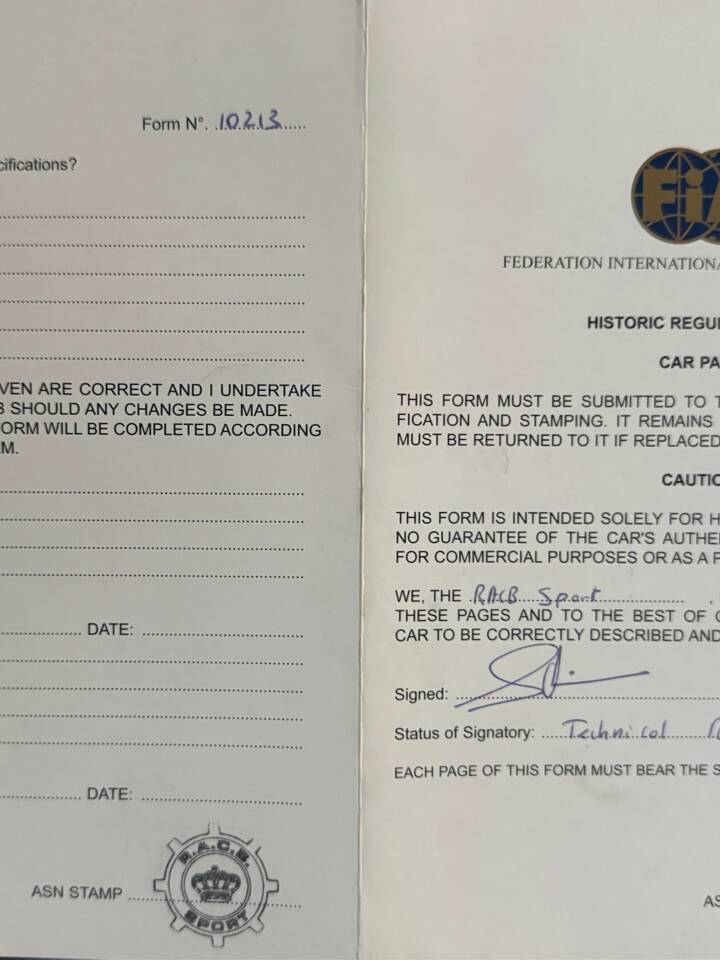 Form N°. 10213
cifications?
VEN ARE CORRECT AND I UNDERTAKE
B SHOULD ANY CHANGES BE MADE.
ORM WILL BE COMPLETED ACCORDING
M.
DATE:
DATE:
R.A.C.B.
SPORT
ASN STAMP
FiA
FEDERATION INTERNATIONA
HISTORIC REGU
CAR PA
THIS FORM MUST BE SUBMITTED TO T
FICATION AND STAMPING. IT REMAINS
MUST BE RETURNED TO IT IF REPLACED
CAUTIO
THIS FORM IS INTENDED SOLELY FOR H
NO GUARANTEE OF THE CAR'S AUTHE
FOR COMMERCIAL PURPOSES OR AS A P
WE, THE RACB Sport ,
THESE PAGES AND TO THE BEST OF
CAR TO BE CORRECTLY DESCRIBED AND
Signed:
Status of Signatory: Technical
EACH PAGE OF THIS FORM MUST BEAR THE S
AS